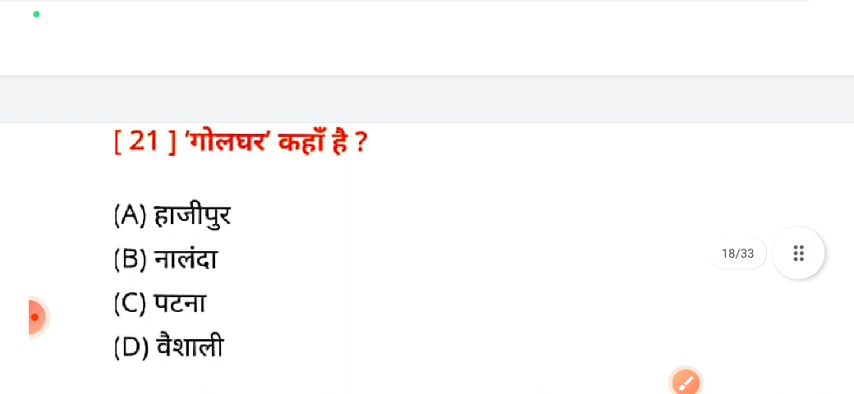 [ 21 ] ‘गोलघर’ कहाँ है ?
(A) हाजीपुर
(B) नालंदा
18/33
(C) पटना
(D) वैशाली